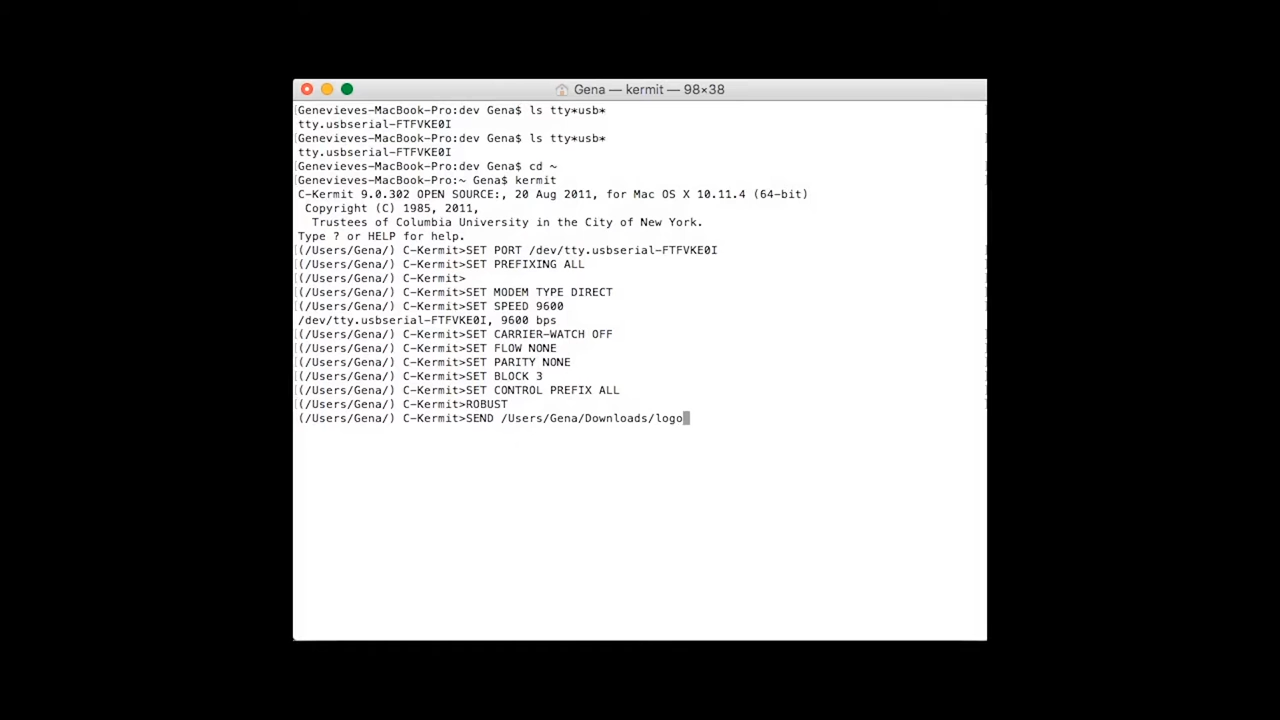 Gena — kermit — 98×38
[Genevieves-MacBook-Pro:dev Gena$ ls tty*usb*
tty.usbserial-FTFVKE0I
[Genevieves-MacBook-Pro:dev Gena$ ls tty*usb*
tty.usbserial-FTFVKE0I
[Genevieves-MacBook-Pro:dev Gena$ cd ~
[Genevieves-MacBook-Pro:~ Gena$ kermit
C-Kermit 9.0.302 OPEN SOURCE:, 20 Aug 2011, for Mac OS X 10.11.4 (64-bit)
Copyright (C) 1985, 2011,
Trustees of Columbia University in the City of New York.
Type ? or HELP for help.
[(/Users/Gena/) C-Kermit>SET PORT /dev/tty.usbserial-FTFVKE0I
[(/Users/Gena/) C-Kermit>SET PREFIXING ALL
[(/Users/Gena/) C-Kermit>
[(/Users/Gena/) C-Kermit>SET MODEM TYPE DIRECT
[(/Users/Gena/) C-Kermit>SET SPEED 9600
/dev/tty.usbserial-FTFVKE0I, 9600 bps
[(/Users/Gena/) C-Kermit>SET CARRIER-WATCH OFF
[(/Users/Gena/) C-Kermit>SET FLOW NONE
[(/Users/Gena/) C-Kermit>SET PARITY NONE
[(/Users/Gena/) C-Kermit>SET BLOCK 3
[(/Users/Gena/) C-Kermit>SET CONTROL PREFIX ALL
[(/Users/Gena/) C-Kermit>ROBUST
(/Users/Gena/) C-Kermit>SEND /Users/Gena/Downloads/logo